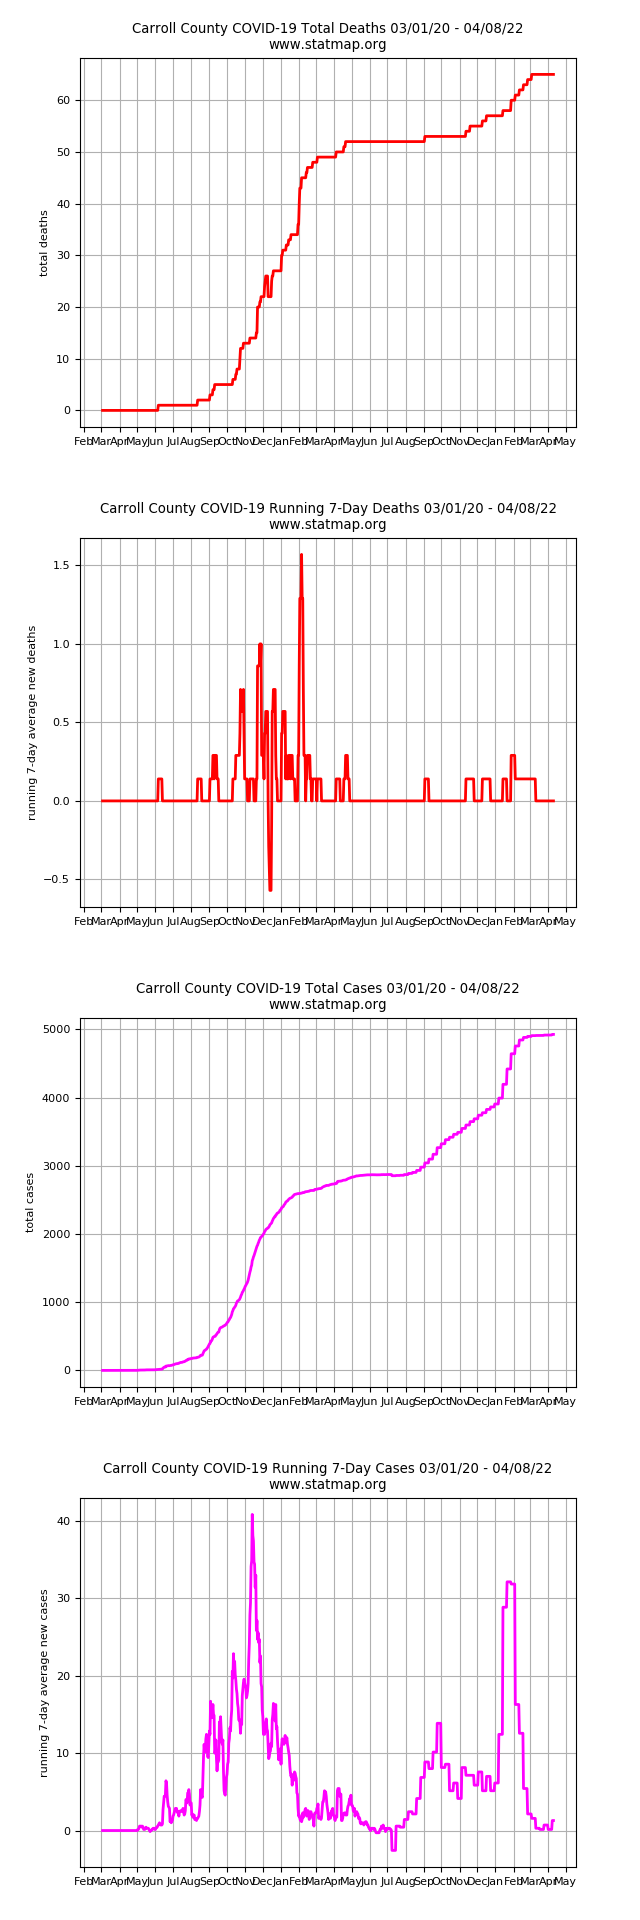 Carroll County COVID-19 Total Deaths 03/01/20 - 04/08/22
www.statmap.org
60
50
40
30
20
10
0
total deaths
Feb Mar Apr May Jun Jul Aug Sep Oct Nov Dec Jan Feb Mar Apr May Jun Jul Aug Sep Oct Nov Dec Jan Feb Mar Apr May
Carroll County COVID-19 Running 7-Day Deaths 03/01/20 - 04/08/22
www.statmap.org
1.5
1.0
0.5
0.0
−0.5
running 7-day average new deaths
Feb Mar Apr May Jun Jul Aug Sep Oct Nov Dec Jan Feb Mar Apr May Jun Jul Aug Sep Oct Nov Dec Jan Feb Mar Apr May
Carroll County COVID-19 Total Cases 03/01/20 - 04/08/22
www.statmap.org
5000
4000
3000
2000
1000
0
total cases
Feb Mar Apr May Jun Jul Aug Sep Oct Nov Dec Jan Feb Mar Apr May Jun Jul Aug Sep Oct Nov Dec Jan Feb Mar Apr May
Carroll County COVID-19 Running 7-Day Cases 03/01/20 - 04/08/22
www.statmap.org
40
30
20
10
0
running 7-day average new cases
Feb Mar Apr May Jun Jul Aug Sep Oct Nov Dec Jan Feb Mar Apr May Jun Jul Aug Sep Oct Nov Dec Jan Feb Mar Apr May